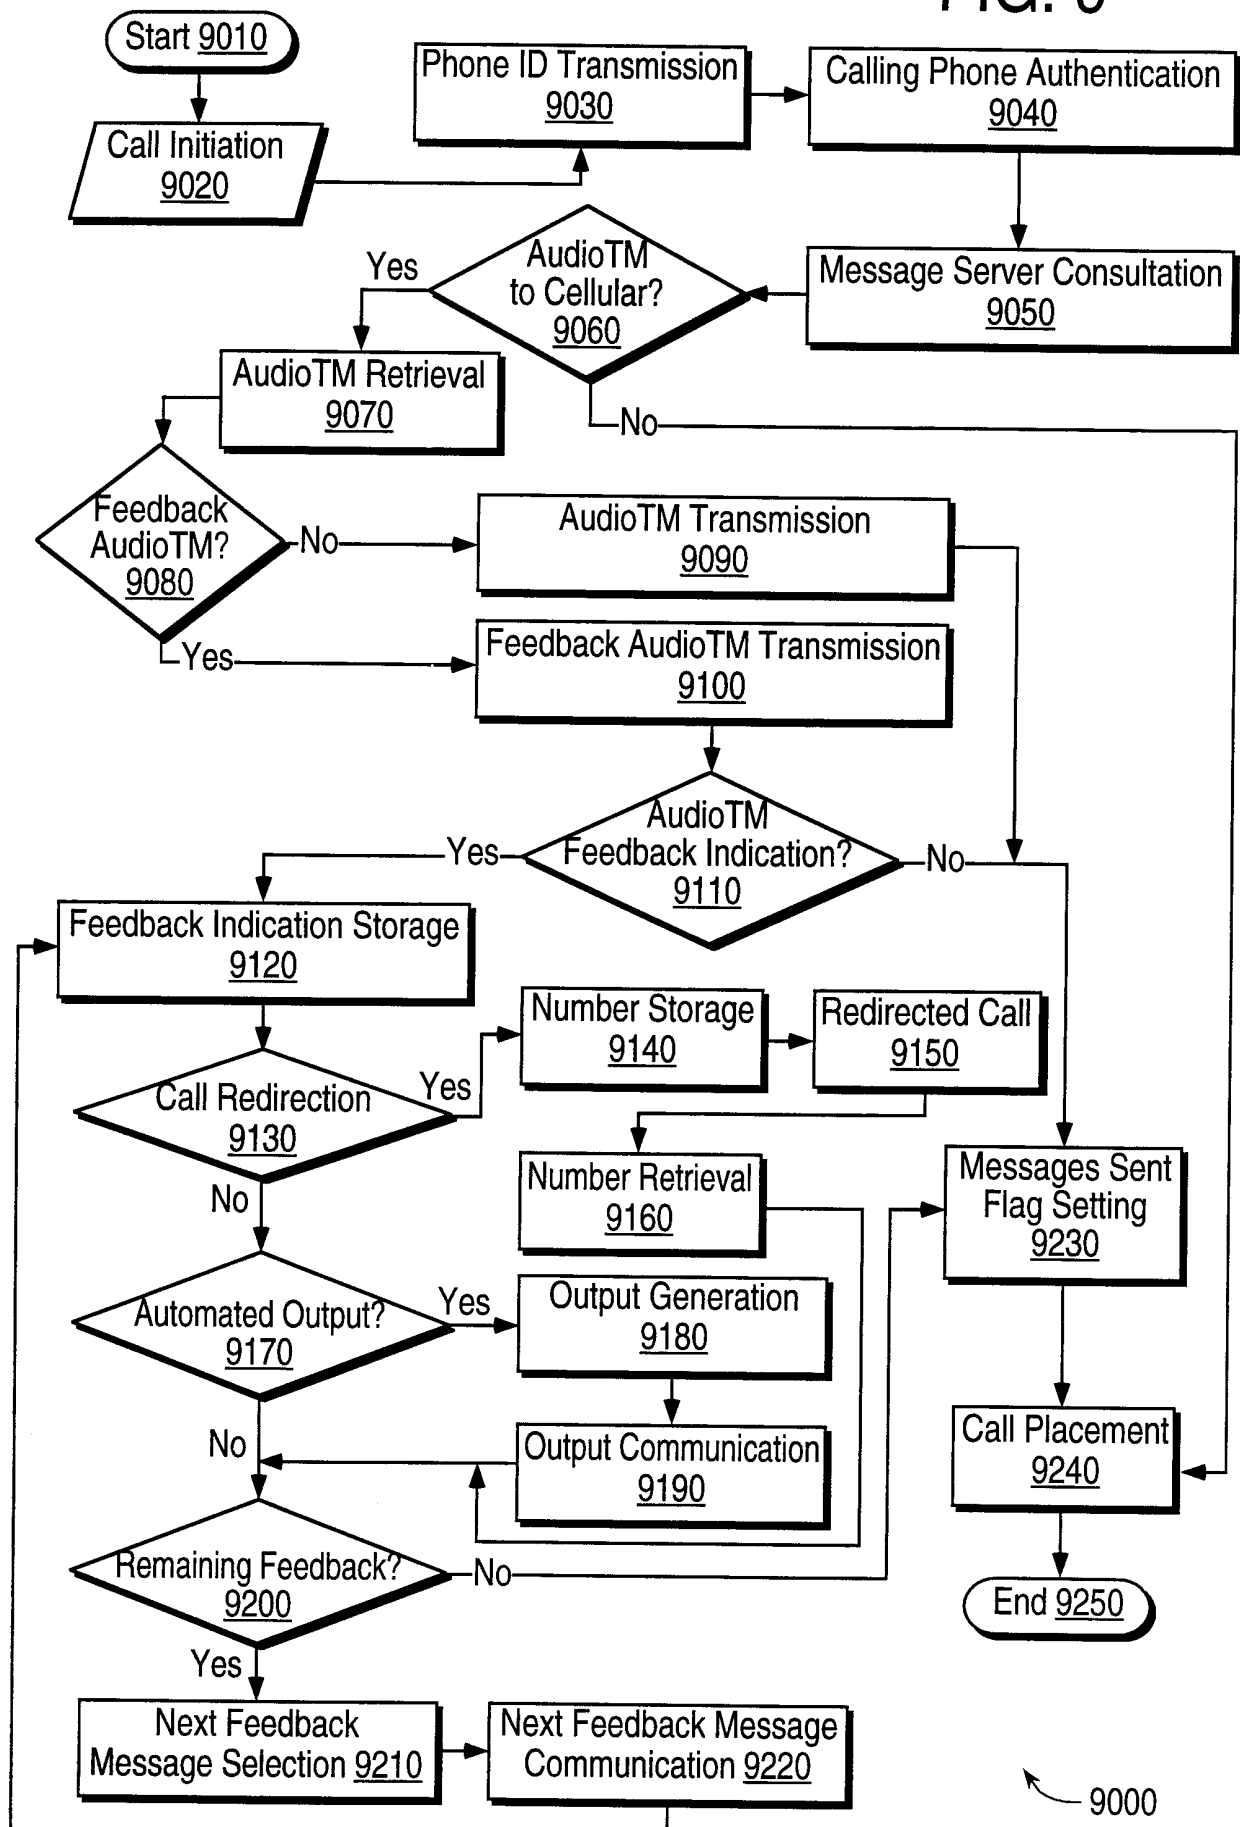 Start 9010
Call Initiation
9020
Phone ID Transmission
9030
Calling Phone Authentication
9040
Message Server Consultation
9050
AudioTM
to Cellular?
9060
Yes
No
AudioTM Retrieval
9070
Feedback
AudioTM?
9080
No
Yes
AudioTM Transmission
9090
Feedback AudioTM Transmission
9100
AudioTM
Feedback Indication?
9110
Yes
No
Feedback Indication Storage
9120
Call Redirection
9130
Yes
No
Number Storage
9140
Redirected Call
9150
Number Retrieval
9160
Automated Output?
9170
Yes
No
Output Generation
9180
Output Communication
9190
Remaining Feedback?
9200
No
Yes
Next Feedback
Message Selection 9210
Next Feedback Message
Communication 9220
Messages Sent
Flag Setting
9230
Call Placement
9240
End 9250
9000